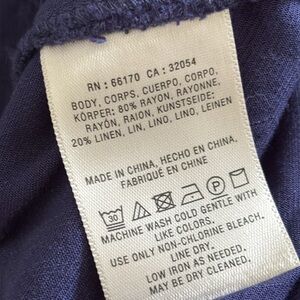 RN : 66170 CA : 32054
BODY, CORPS, CUERPO, CORPO,
KÖRPER: 80% RAYON, RAYONNE,
RAYÓN, RAION, KUNSTSEIDE;
20% LINEN, LIN, LINO, LINO, LEINEN
MADE IN CHINA, HECHO EN CHINA,
FABRIQUÉ EN CHINE
30 P
MACHINE WASH COLD GENTLE WITH
LIKE COLORS.
USE ONLY NON-CHLORINE BLEACH.
LINE DRY.
LOW IRON AS NEEDED.
MAY BE DRY CLEANED.